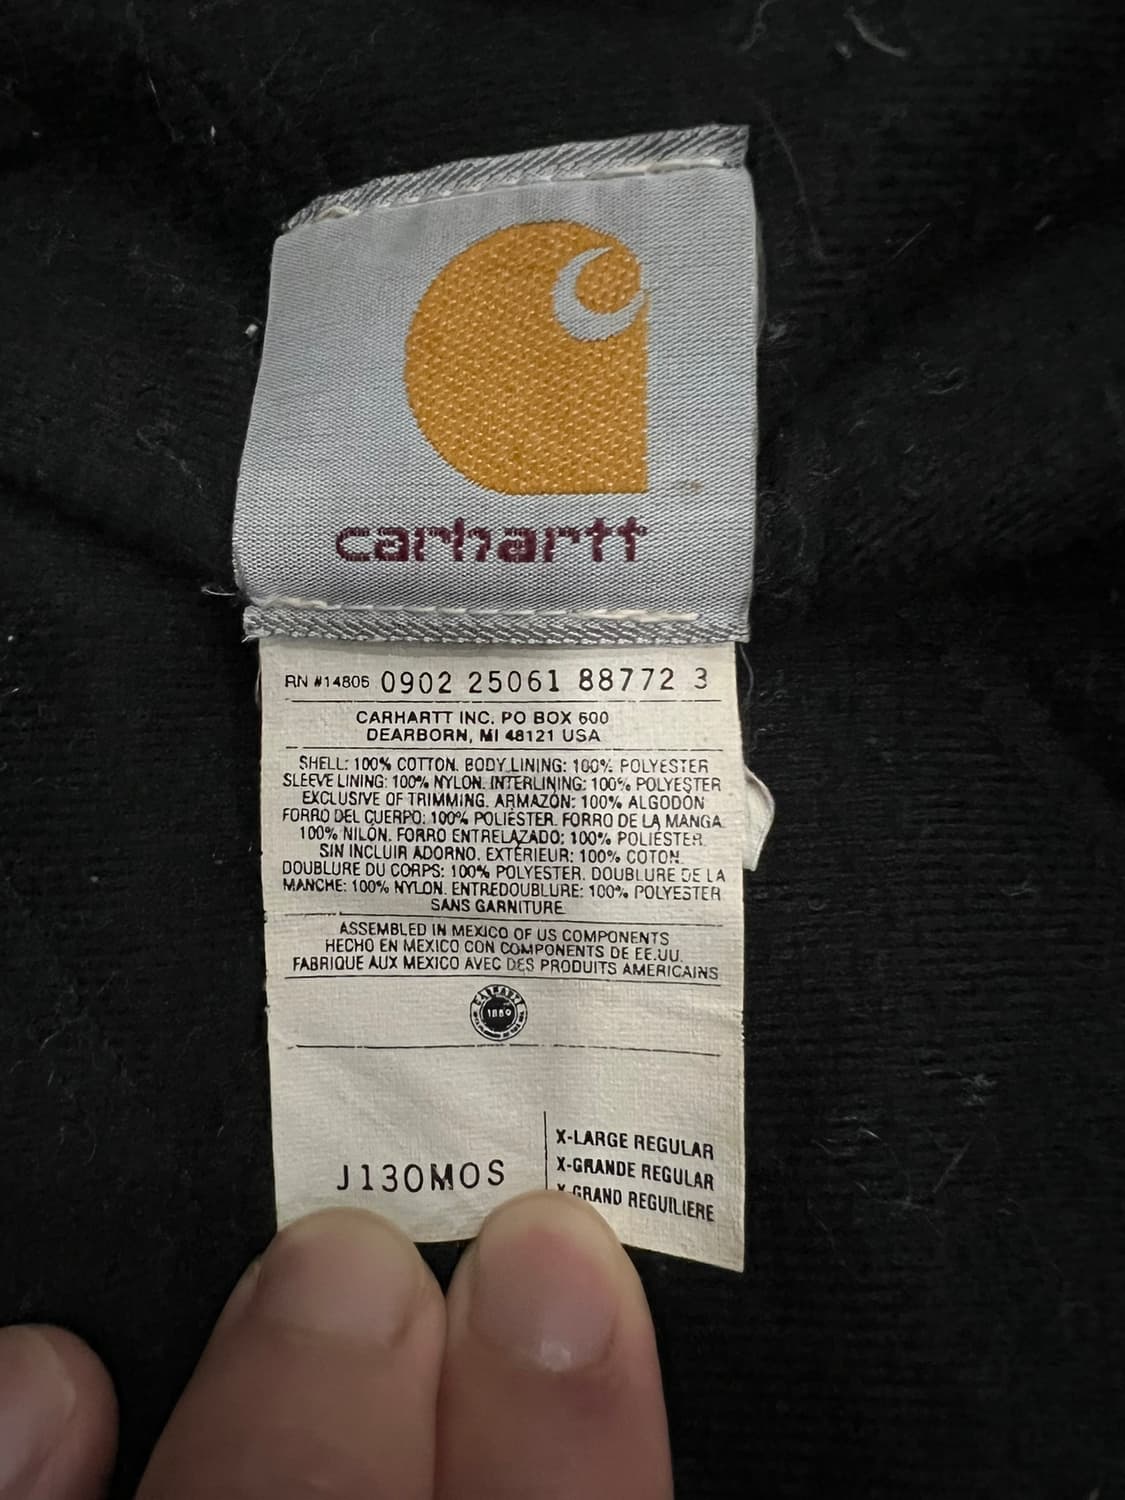 carhartt
RN #14806 0902 25061 88772 3
CARHARTT INC. PO BOX 600
DEARBORN, MI 48121 USA
SHELL: 100% COTTON. BODY LINING: 100% POLYESTER
SLEEVE LINING: 100% NYLON. INTERLINING: 100% POLYESTER
EXCLUSIVE OF TRIMMING. ARMAZÓN: 100% ALGODÓN
FORRO DEL CUERPO: 100% POLIÉSTER. FORRO DE LA MANGA
100% NILÓN. FORRO ENTRELAZADO: 100% POLIÉSTER.
SIN INCLUIR ADORNO. EXTÉRIEUR: 100% COTON.
DOUBLURE DU CORPS: 100% POLYESTER. DOUBLURE DE LA
MANCHE: 100% NYLON. ENTREDOUBLURE: 100% POLYESTER
SANS GARNITURE
ASSEMBLED IN MEXICO OF US COMPONENTS
HECHO EN MEXICO CON COMPONENTS DE EE.UU.
FABRIQUE AUX MEXICO AVEC DES PRODUITS AMERICAINS
CARHARTT
1889
J130MOS
X-LARGE REGULAR
X-GRANDE REGULAR
X-GRAND REGUILIERE